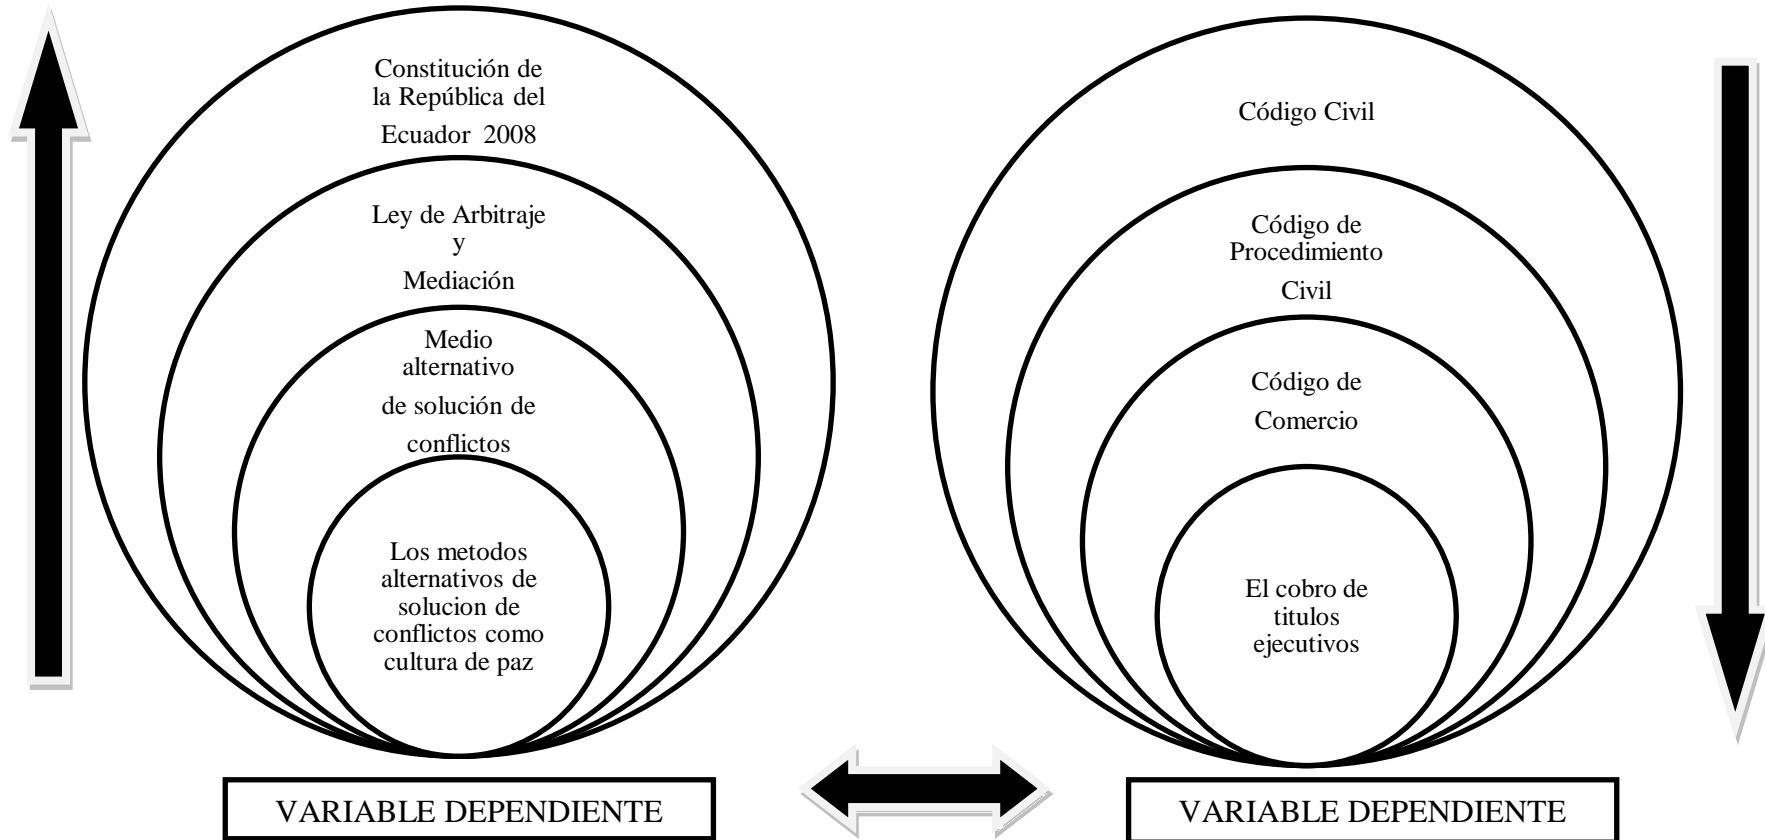 Constitución de
la República del
Ecuador 2008
Ley de Arbitraje
y
Mediación
Medio
alternativo
de solución de
conflictos
Los metodos
alternativos de
solucion de
conflictos como
cultura de paz
VARIABLE DEPENDIENTE
Código Civil
Código de
Procedimiento
Civil
Código de
Comercio
El cobro de
titulos
ejecutivos
VARIABLE DEPENDIENTE